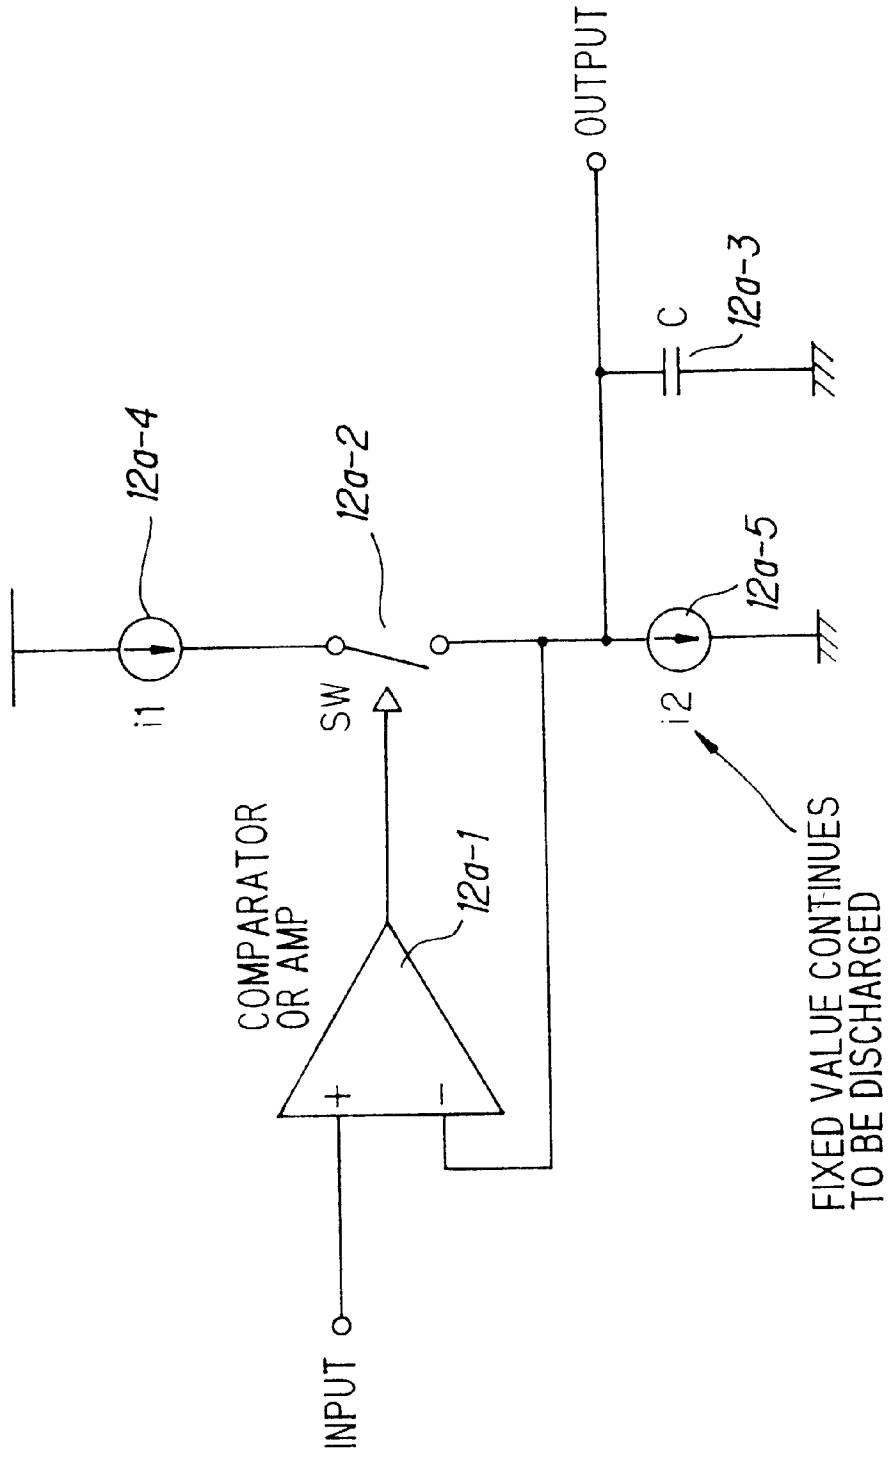 12a-4
i1
SW
12a-2
COMPARATOR
OR AMP
12a-1
+
−
INPUT
OUTPUT
C
12a-3
i2
12a-5
FIXED VALUE CONTINUES
TO BE DISCHARGED